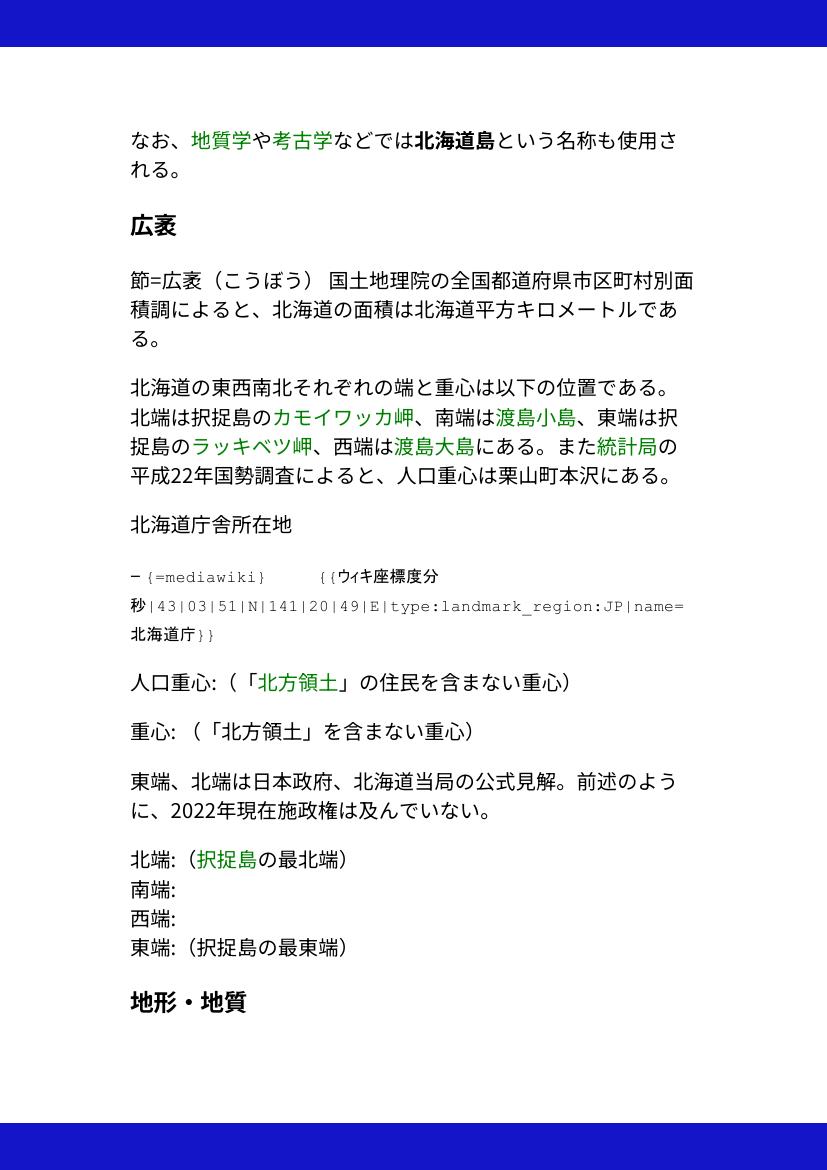 なお、地質学や考古学などでは北海道島という名称も使用さ
れる。
広袤
節=広袤（こうぼう） 国土地理院の全国都道府県市区町村別面
積調によると、北海道の面積は北海道平方キロメートルであ
る。
北海道の東西南北それぞれの端と重心は以下の位置である。
北端は択捉島のカモイワッカ岬、南端は渡島小島、東端は択
捉島のラッキベツ岬、西端は渡島大島にある。また統計局の
平成22年国勢調査によると、人口重心は栗山町本沢にある。
北海道庁舎所在地
−{=mediawiki} {{ウィキ座標度分
秒|43|03|51|N|141|20|49|E|type:landmark_region:JP|name=
北海道庁}}
人口重心:（「北方領土」の住民を含まない重心）
重心: （「北方領土」を含まない重心）
東端、北端は日本政府、北海道当局の公式見解。前述のよう
に、2022年現在施政権は及んでいない。
北端:（択捉島の最北端）
南端:
西端:
東端:（択捉島の最東端）
地形・地質